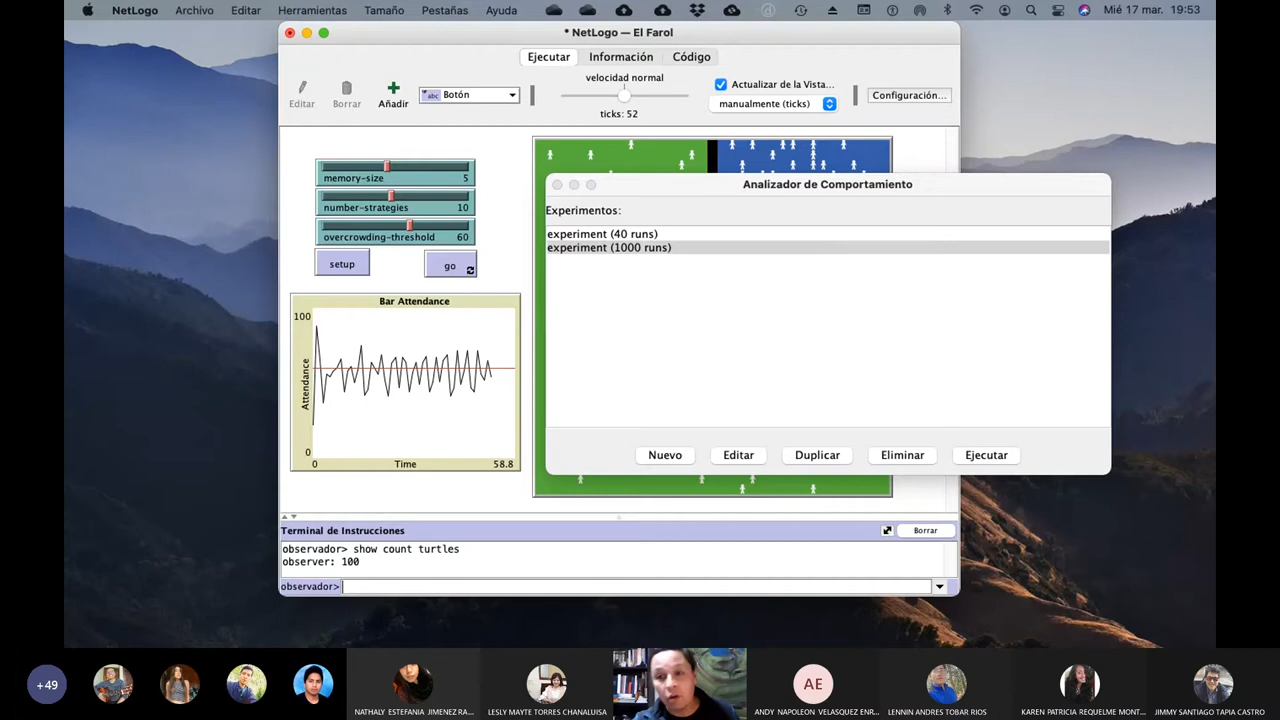 NetLogo Archivo Editar Herramientas Tamaño Pestañas Ayuda Mié 17 mar. 19:53
* NetLogo — El Farol
Ejecutar Información Código
velocidad normal
Actualizar de la Vista...
Editar Borrar Añadir
abc Botón
manualmente (ticks)
Configuración...
ticks: 52
memory-size 5
number-strategies 10
overcrowding-threshold 60
setup go
Bar Attendance
100
Attendance
0
0 Time 58.8
Analizador de Comportamiento
Experimentos:
experiment (40 runs)
experiment (1000 runs)
Nuevo Editar Duplicar Eliminar Ejecutar
Terminal de Instrucciones Borrar
observador> show count turtles
observer: 100
observador>
+49
AE
NATHALY ESTEFANIA JIMENEZ RA...
LESLY MAYTE TORRES CHANALUISA
ANDY NAPOLEON VELASQUEZ ENR...
LENNIN ANDRES TOBAR RIOS
KAREN PATRICIA REQUELME MONT...
JIMMY SANTIAGO TAPIA CASTRO